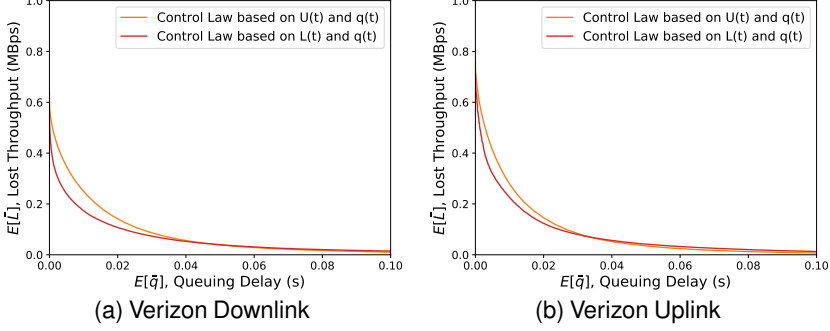 1.0
0.8
0.6
0.4
0.2
0.0
E[L̄], Lost Throughput (MBps)
Control Law based on U(t) and q(t)
Control Law based on L(t) and q(t)
0.00 0.02 0.04 0.06 0.08 0.10
E[q̄], Queuing Delay (s)
(a) Verizon Downlink
1.0
0.8
0.6
0.4
0.2
0.0
E[L̄], Lost Throughput (MBps)
Control Law based on U(t) and q(t)
Control Law based on L(t) and q(t)
0.00 0.02 0.04 0.06 0.08 0.10
E[q̄], Queuing Delay (s)
(b) Verizon Uplink